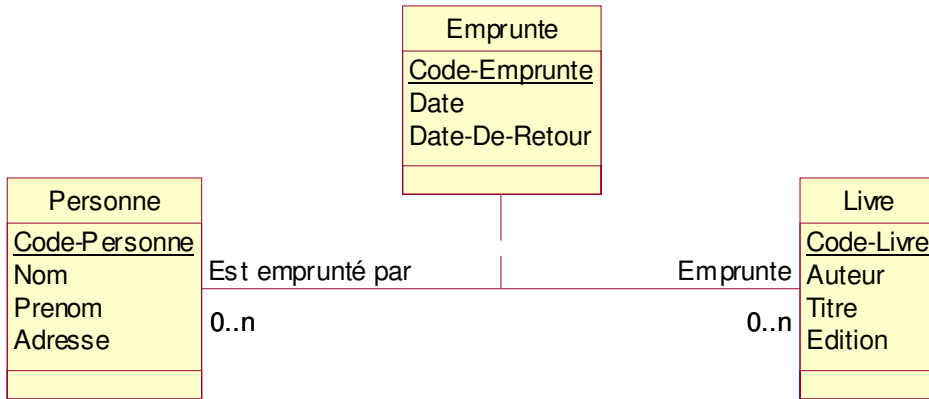 Emprunte
Code-Emprunte
Date
Date-De-Retour
Personne
Code-Personne
Nom
Prenom
Adresse
Est emprunté par
0..n
Emprunte
0..n
Livre
Code-Livre
Auteur
Titre
Edition